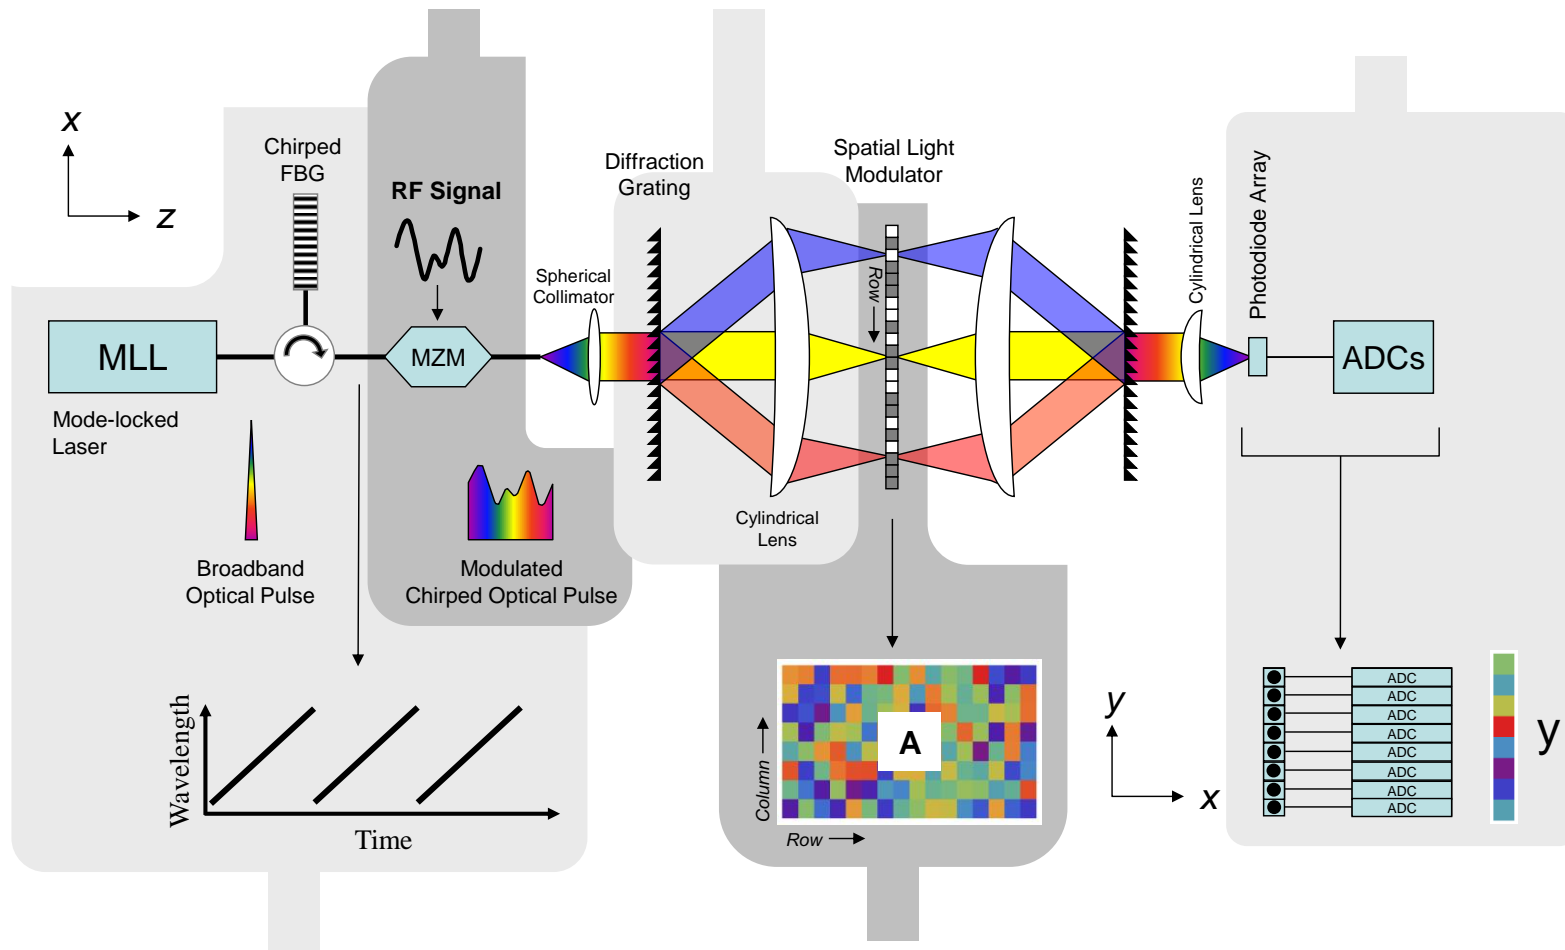 x
z
Chirped
FBG
RF Signal
MLL
Mode-locked
Laser
MZM
Broadband
Optical Pulse
Modulated
Chirped Optical Pulse
Wavelength
Time
Spherical
Collimator
Diffraction
Grating
Cylindrical
Lens
Spatial Light
Modulator
Row
A
Column
Row
y
x
Cylindrical Lens
Photodiode Array
ADCs
ADC
ADC
ADC
ADC
ADC
ADC
ADC
ADC
y